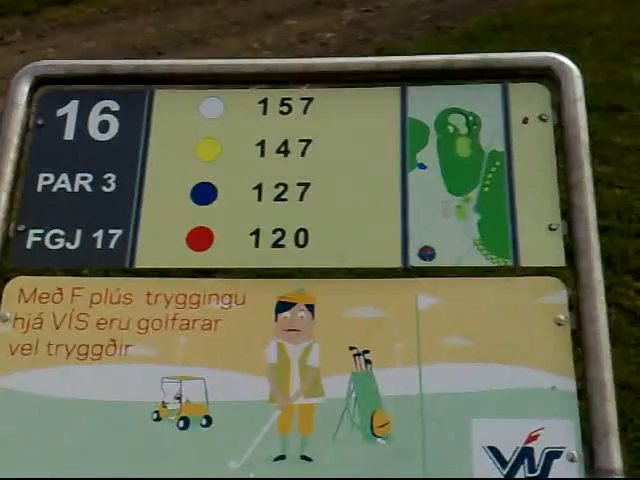 16
PAR 3
FGJ 17
157
147
127
120
Með F plús tryggingu
hjá VÍS eru golfarar
vel tryggðir
VÍS